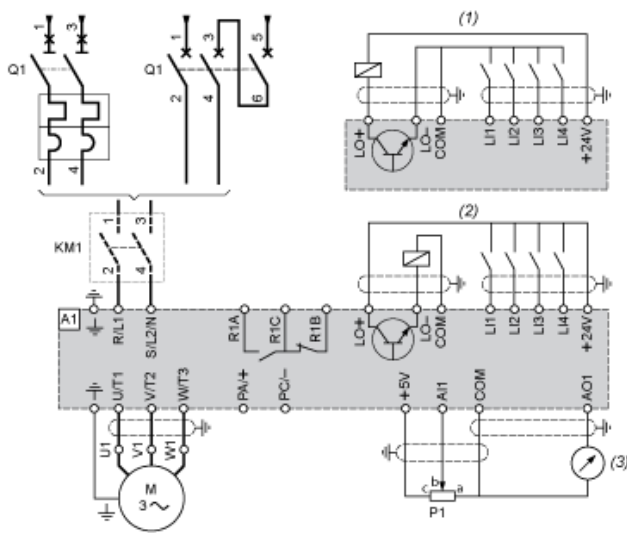 1 3 1 3 5 (1)
Q1 Q1
2 4 6
2 4
LO+ LO– COM LI1 LI2 LI3 LI4 +24V
1 3 (2)
KM1
2 4
A1 R/L1 S/L2/N R1A R1C R1B LO+ LO– COM LI1 LI2 LI3 LI4 +24V
U/T1 V/T2 W/T3 PA/+ PC/– +5V AI1 COM AO1
U1 V1 W1 (3)
c b a
M
3
P1